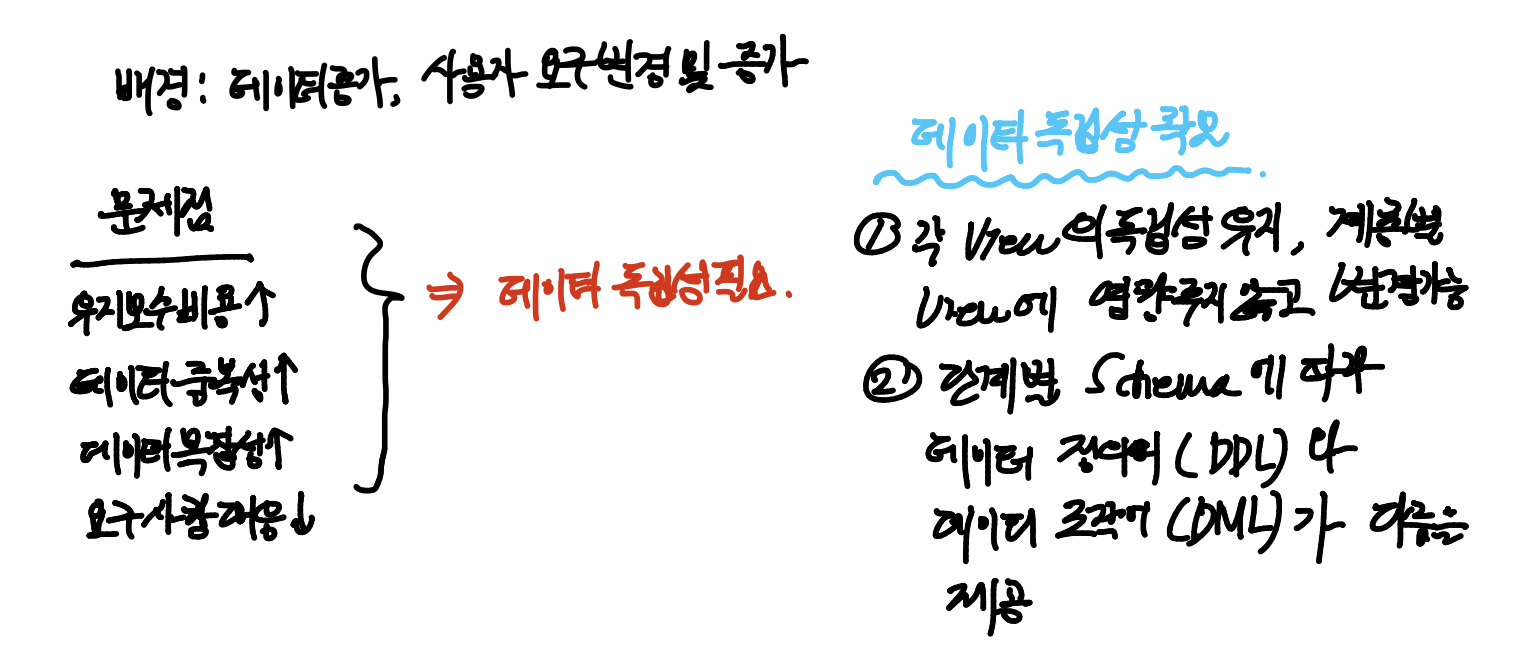 배경: 데이터증가, 사용자 요구변경 및 증가
문제점
유지보수비용↑
데이터 중복성↑
데이터복잡성↑
요구사항 대응↓
⇒ 데이터 독립성필요.
데이터 독립성 확보
① 각 View의 독립성 유지, 계층별
View에 영향주지 않고 변경가능
② 단계별 Schema에 따라
데이터 정의어(DDL)와
데이터 조작어(DML)가 다름을
제공